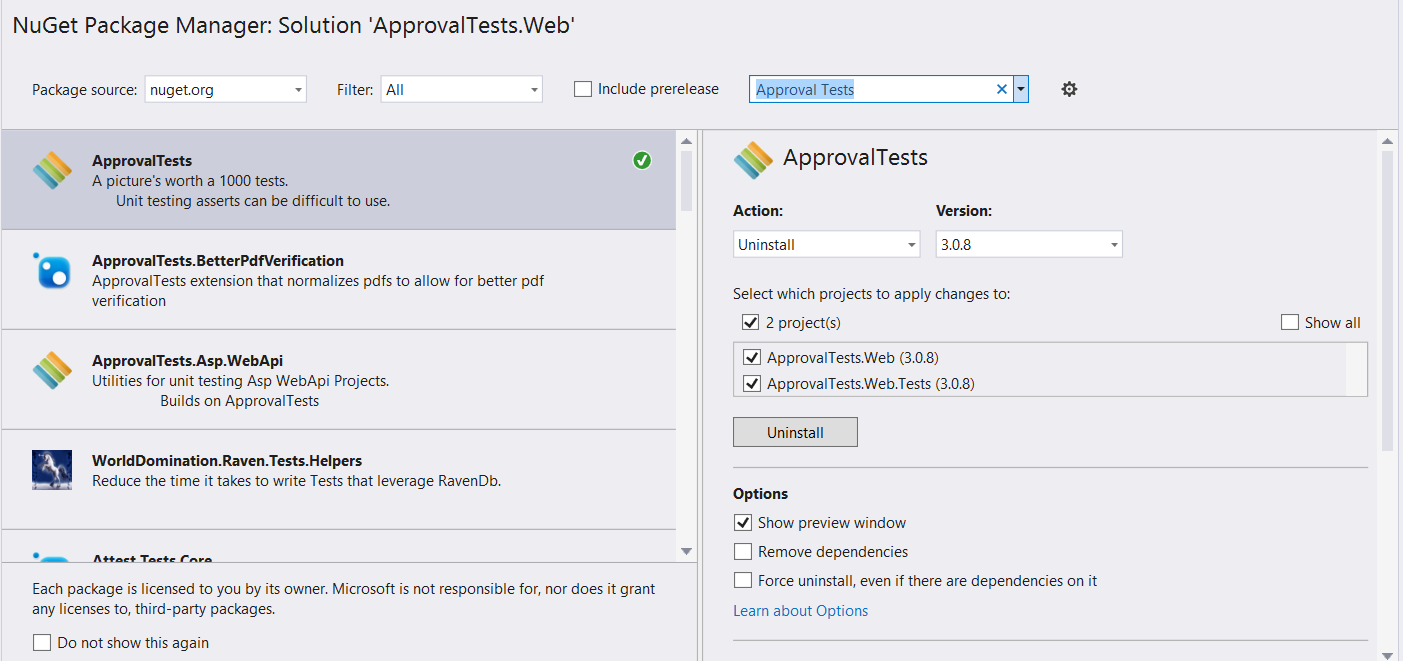 NuGet Package Manager: Solution 'ApprovalTests.Web'
Package source: nuget.org Filter: All Include prerelease Approval Tests
ApprovalTests
A picture's worth a 1000 tests.
Unit testing asserts can be difficult to use.
ApprovalTests.BetterPdfVerification
ApprovalTests extension that normalizes pdfs to allow for better pdf
verification
ApprovalTests.Asp.WebApi
Utilities for unit testing Asp WebApi Projects.
Builds on ApprovalTests
WorldDomination.Raven.Tests.Helpers
Reduce the time it takes to write Tests that leverage RavenDb.
Attest.Tests.Core
Each package is licensed to you by its owner. Microsoft is not responsible for, nor does it grant
any licenses to, third-party packages.
Do not show this again
ApprovalTests
Action: Version:
Uninstall 3.0.8
Select which projects to apply changes to:
2 project(s) Show all
ApprovalTests.Web (3.0.8)
ApprovalTests.Web.Tests (3.0.8)
Uninstall
Options
Show preview window
Remove dependencies
Force uninstall, even if there are dependencies on it
Learn about Options